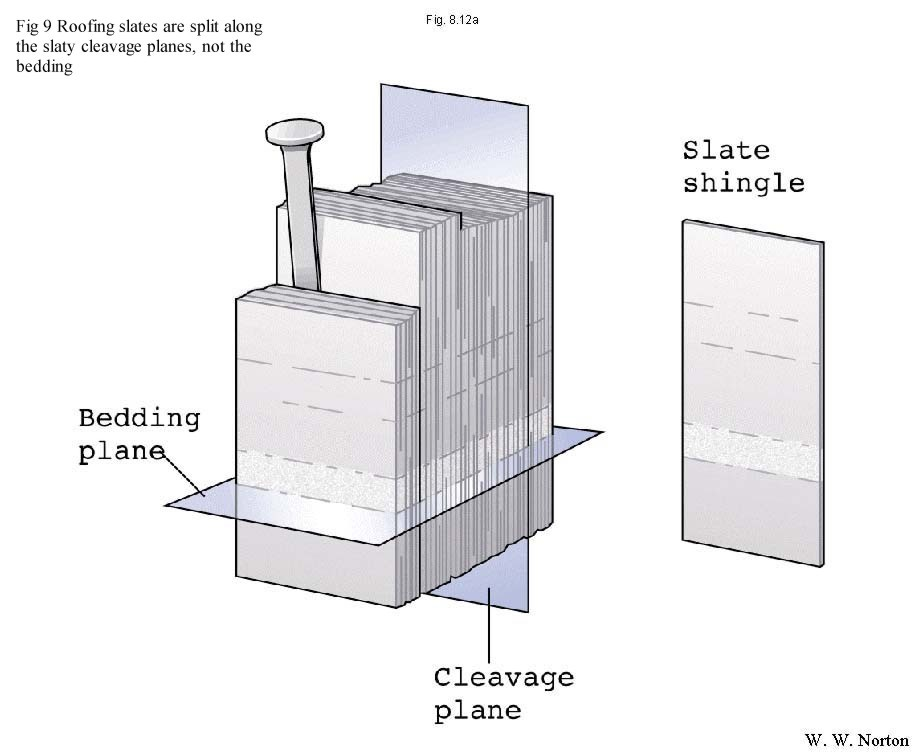 Fig 9 Roofing slates are split along
the slaty cleavage planes, not the
bedding
Fig. 8.12a
Slate
shingle
Bedding
plane
Cleavage
plane
W. W. Norton